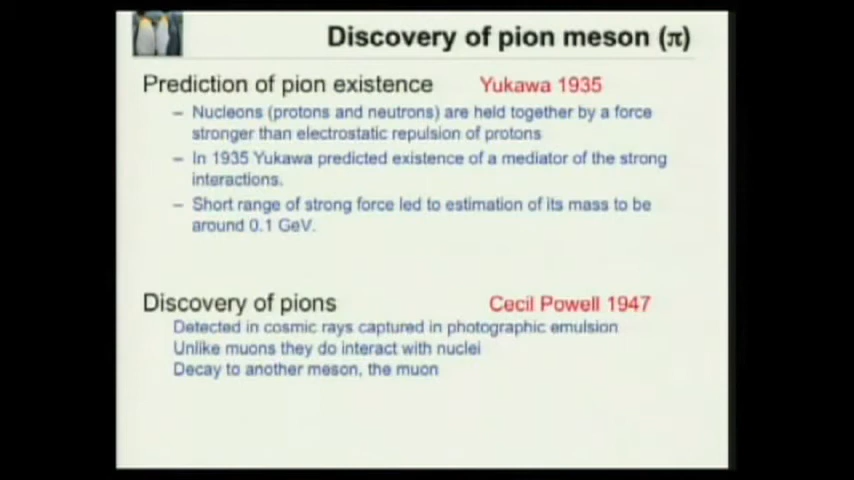 Discovery of pion meson (π)
Prediction of pion existence Yukawa 1935
– Nucleons (protons and neutrons) are held together by a force
stronger than electrostatic repulsion of protons
– In 1935 Yukawa predicted existence of a mediator of the strong
interactions.
– Short range of strong force led to estimation of its mass to be
around 0.1 GeV.
Discovery of pions Cecil Powell 1947
Detected in cosmic rays captured in photographic emulsion
Unlike muons they do interact with nuclei
Decay to another meson, the muon